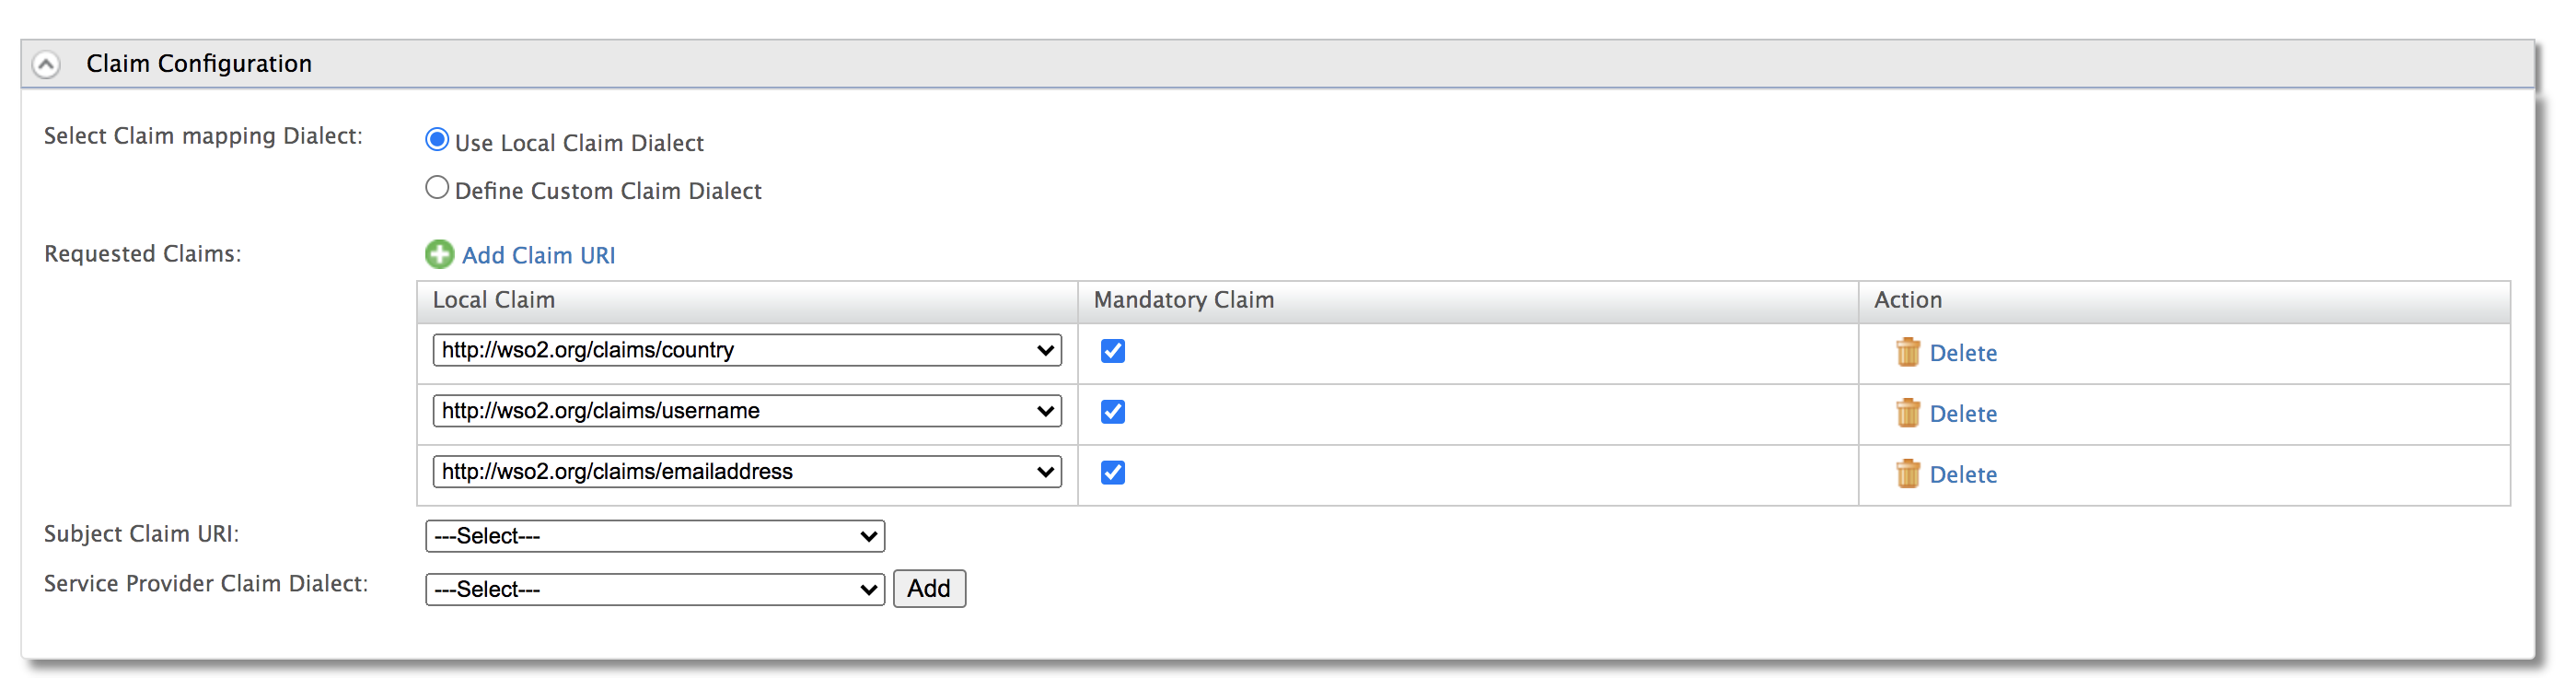 Claim Configuration
Select Claim mapping Dialect:
Use Local Claim Dialect
Define Custom Claim Dialect
Requested Claims:
Add Claim URI
Local Claim Mandatory Claim Action
http://wso2.org/claims/country Delete
http://wso2.org/claims/username Delete
http://wso2.org/claims/emailaddress Delete
Subject Claim URI: ---Select---
Service Provider Claim Dialect: ---Select--- Add